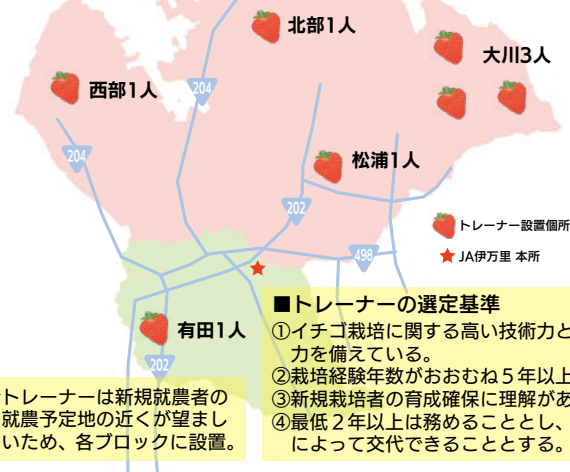 北部1人
大川3人
西部1人
204
204
松浦1人
202
トレーナー設置個所
JA伊万里 本所
498
有田1人
202
■トレーナーの選定基準
①イチゴ栽培に関する高い技術力と
力を備えている。
②栽培経験年数がおおむね５年以上
③新規栽培者の育成確保に理解があ
④最低２年以上は務めることとし、
によって交代できることとする。
トレーナーは新規就農者の
就農予定地の近くが望まし
いため、各ブロックに設置。